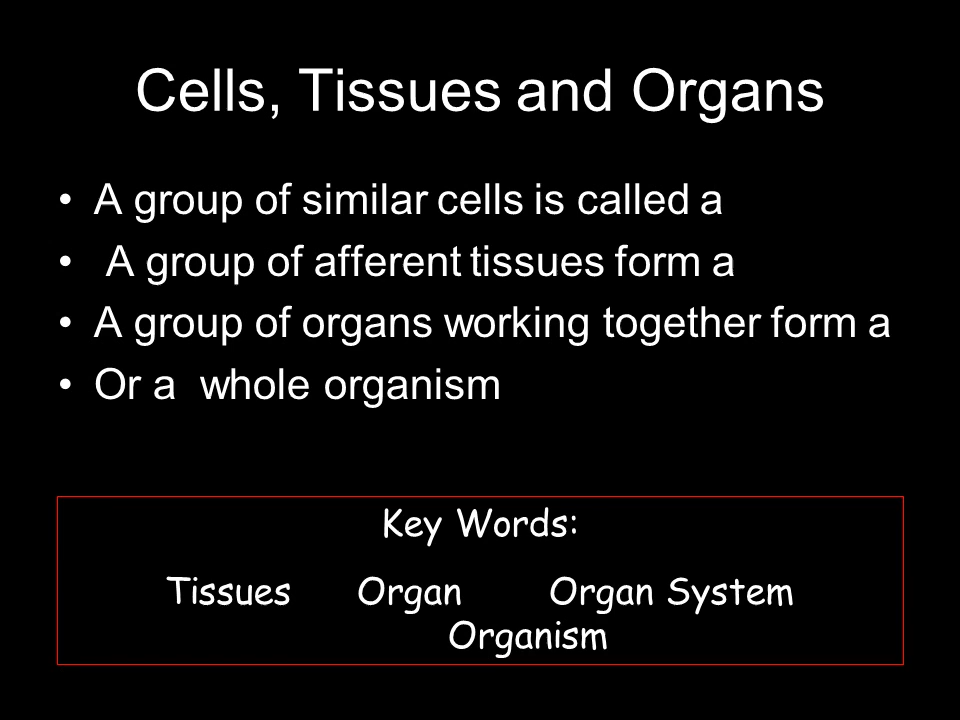 Cells, Tissues and Organs
• A group of similar cells is called a
• A group of afferent tissues form a
• A group of organs working together form a
• Or a whole organism
Key Words:
Tissues Organ Organ System
Organism